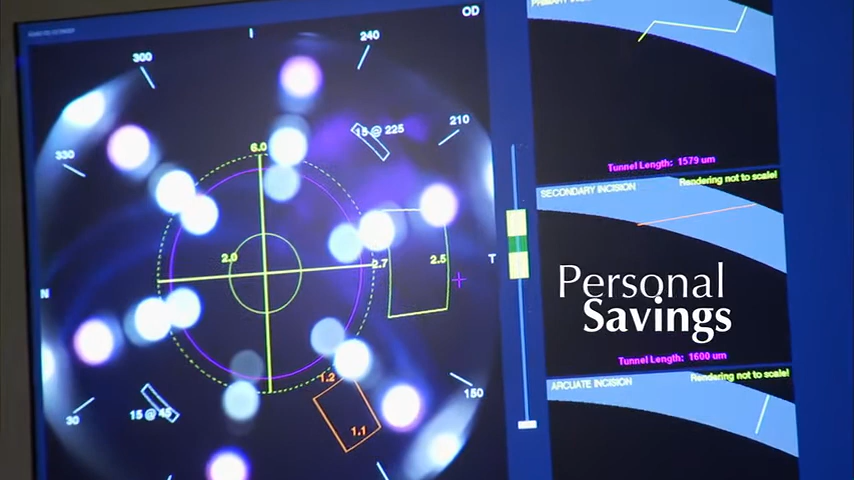 OD
300
240
330
15 @ 225
210
6.0
2.0
2.7
2.5
N
T
1.2
1.1
15 @ 45
30
150
Tunnel Length: 1579 um
SECONDARY INCISION
Rendering not to scale!
Personal
Savings
Tunnel Length: 1600 um
ARCUATE INCISION
Rendering not to scale!